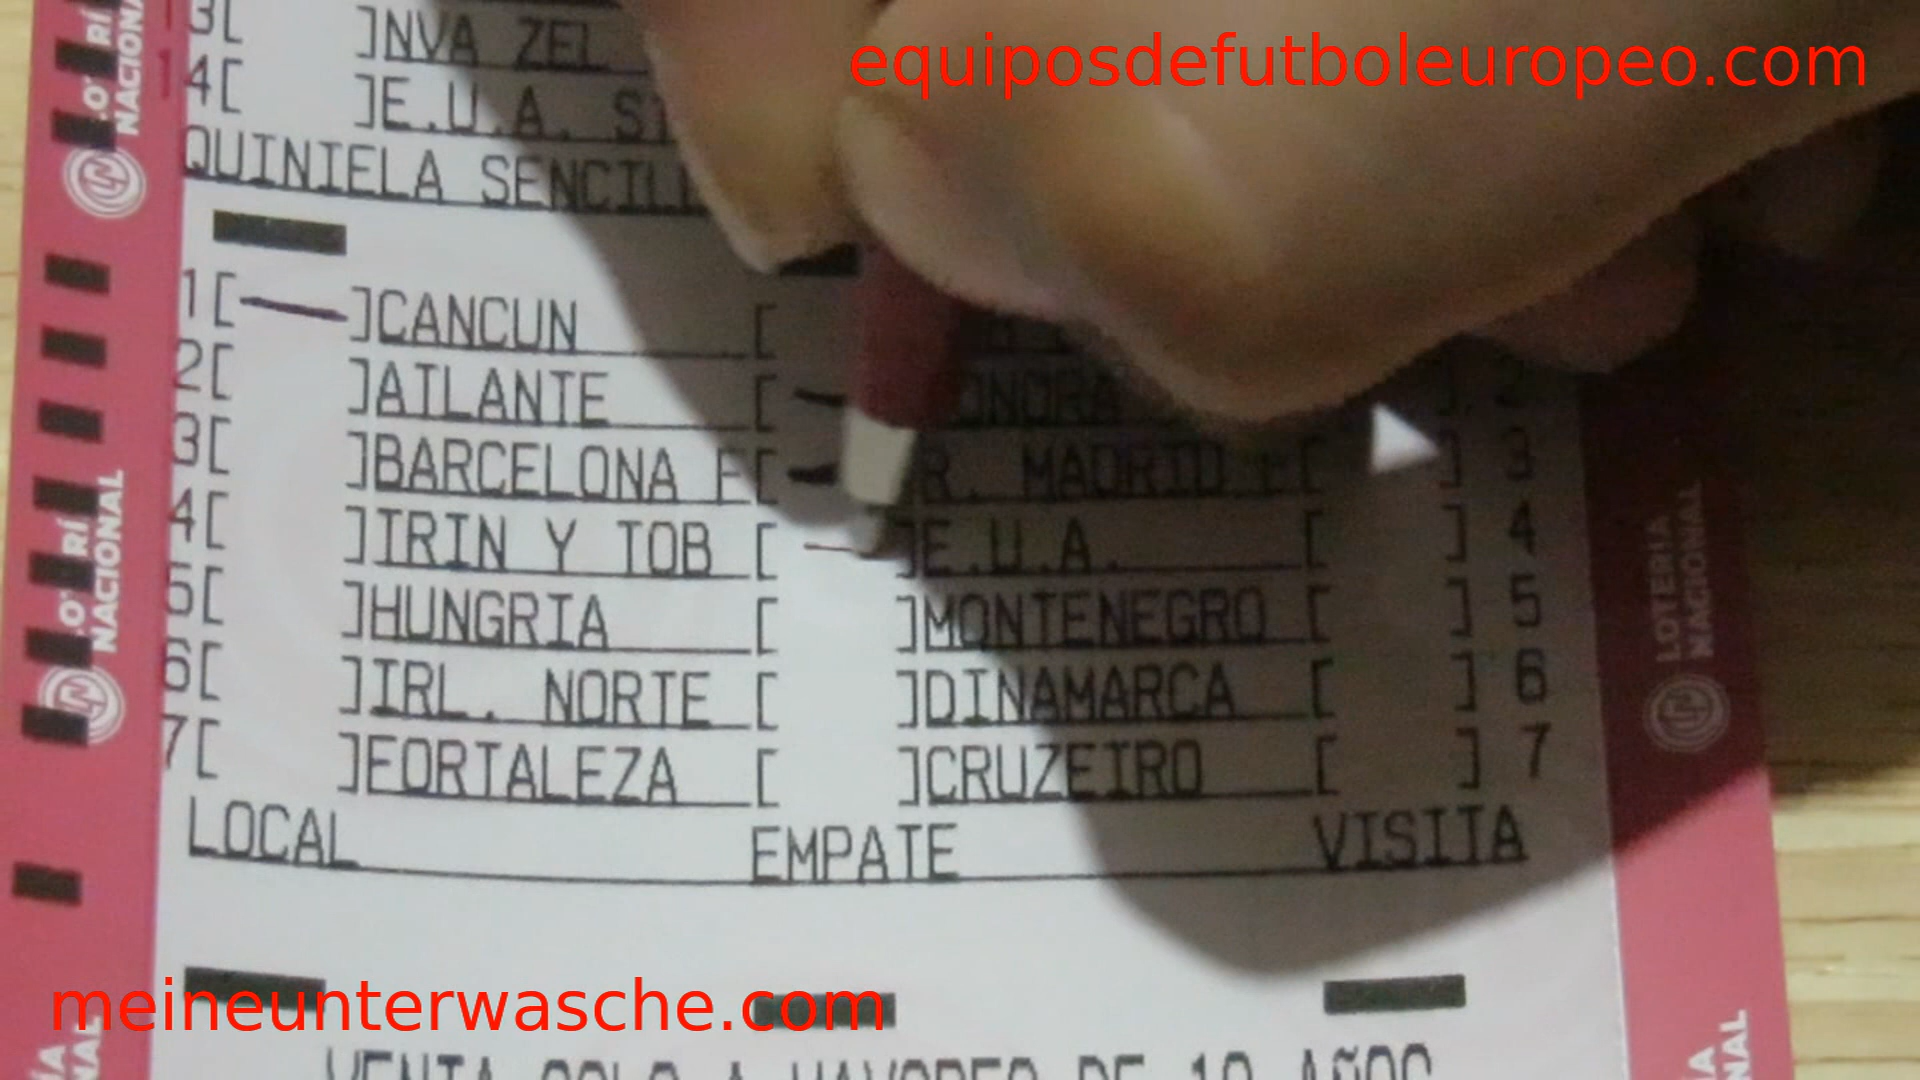 equiposdefutboleuropeo.com
3[ ]NVA ZEL
14[ ]E.U.A.
QUINIELA
1[ ]CANCUN [
2[ ]ATLANTE [ ] 2
3[ ]BARCELONA F[ R. MADRID F[ ] 3
4[ ]IRIN Y TOB [ ]E.U.A. [ ] 4
5[ ]HUNGRIA [ ]MONTENEGRO [ ] 5
6[ ]IRL. NORTE [ ]DINAMARCA [ ] 6
7[ ]FORTALEZA [ ]CRUZEIRO [ ] 7
LOCAL EMPATE VISITA
LOTERIA NACIONAL
NACIONAL
NACIONAL
meineunterwasche.com